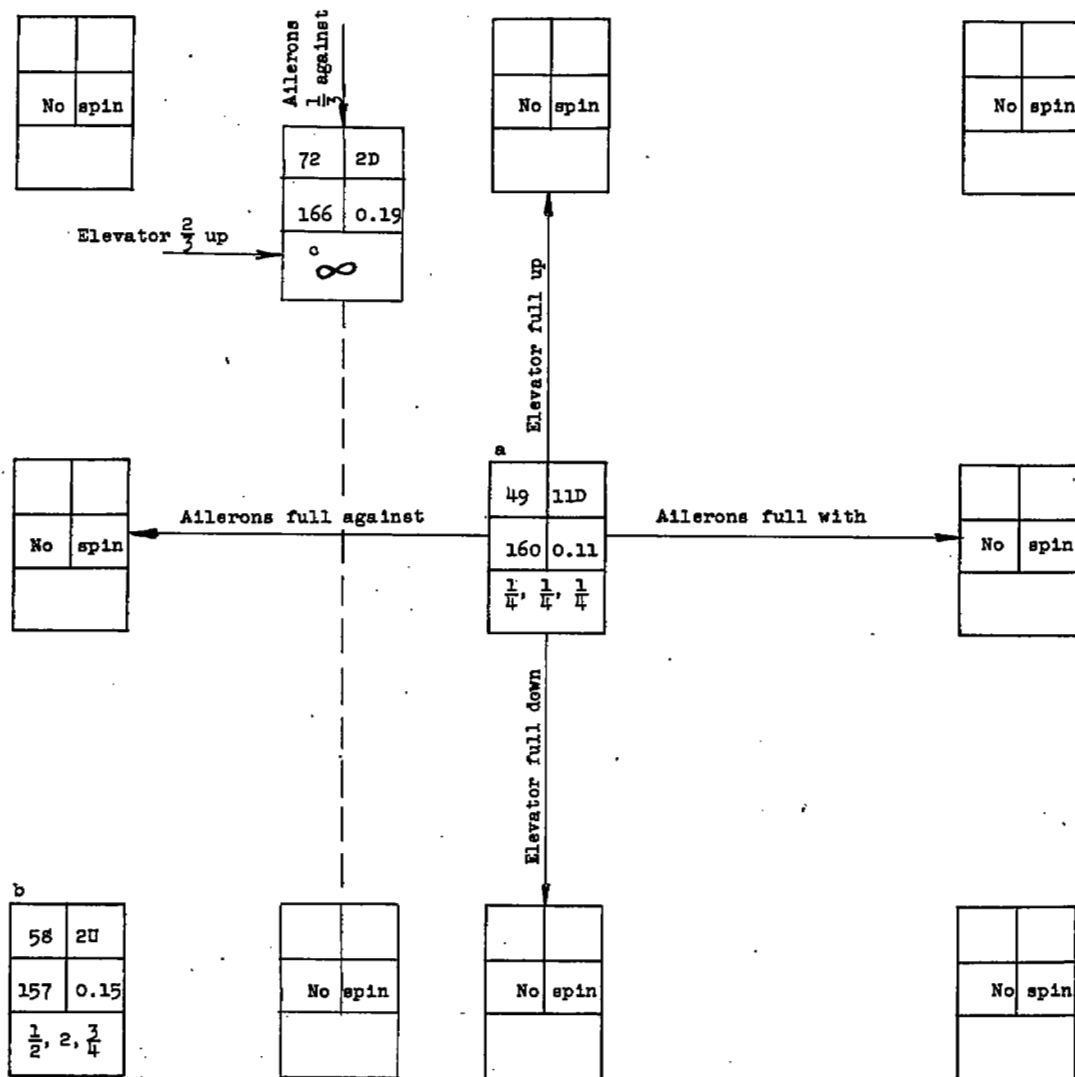 No spin
Ailerons
1/3 against
No spin
No spin
72 2D
166 0.19
c
∞
Elevator 2/3 up
Elevator full up
a
49 11D
160 0.11
1/4, 1/4, 1/4
No spin
Ailerons full against
Ailerons full with
No spin
Elevator full down
b
58 2U
157 0.15
1/2, 2, 3/4
No spin
No spin
No spin